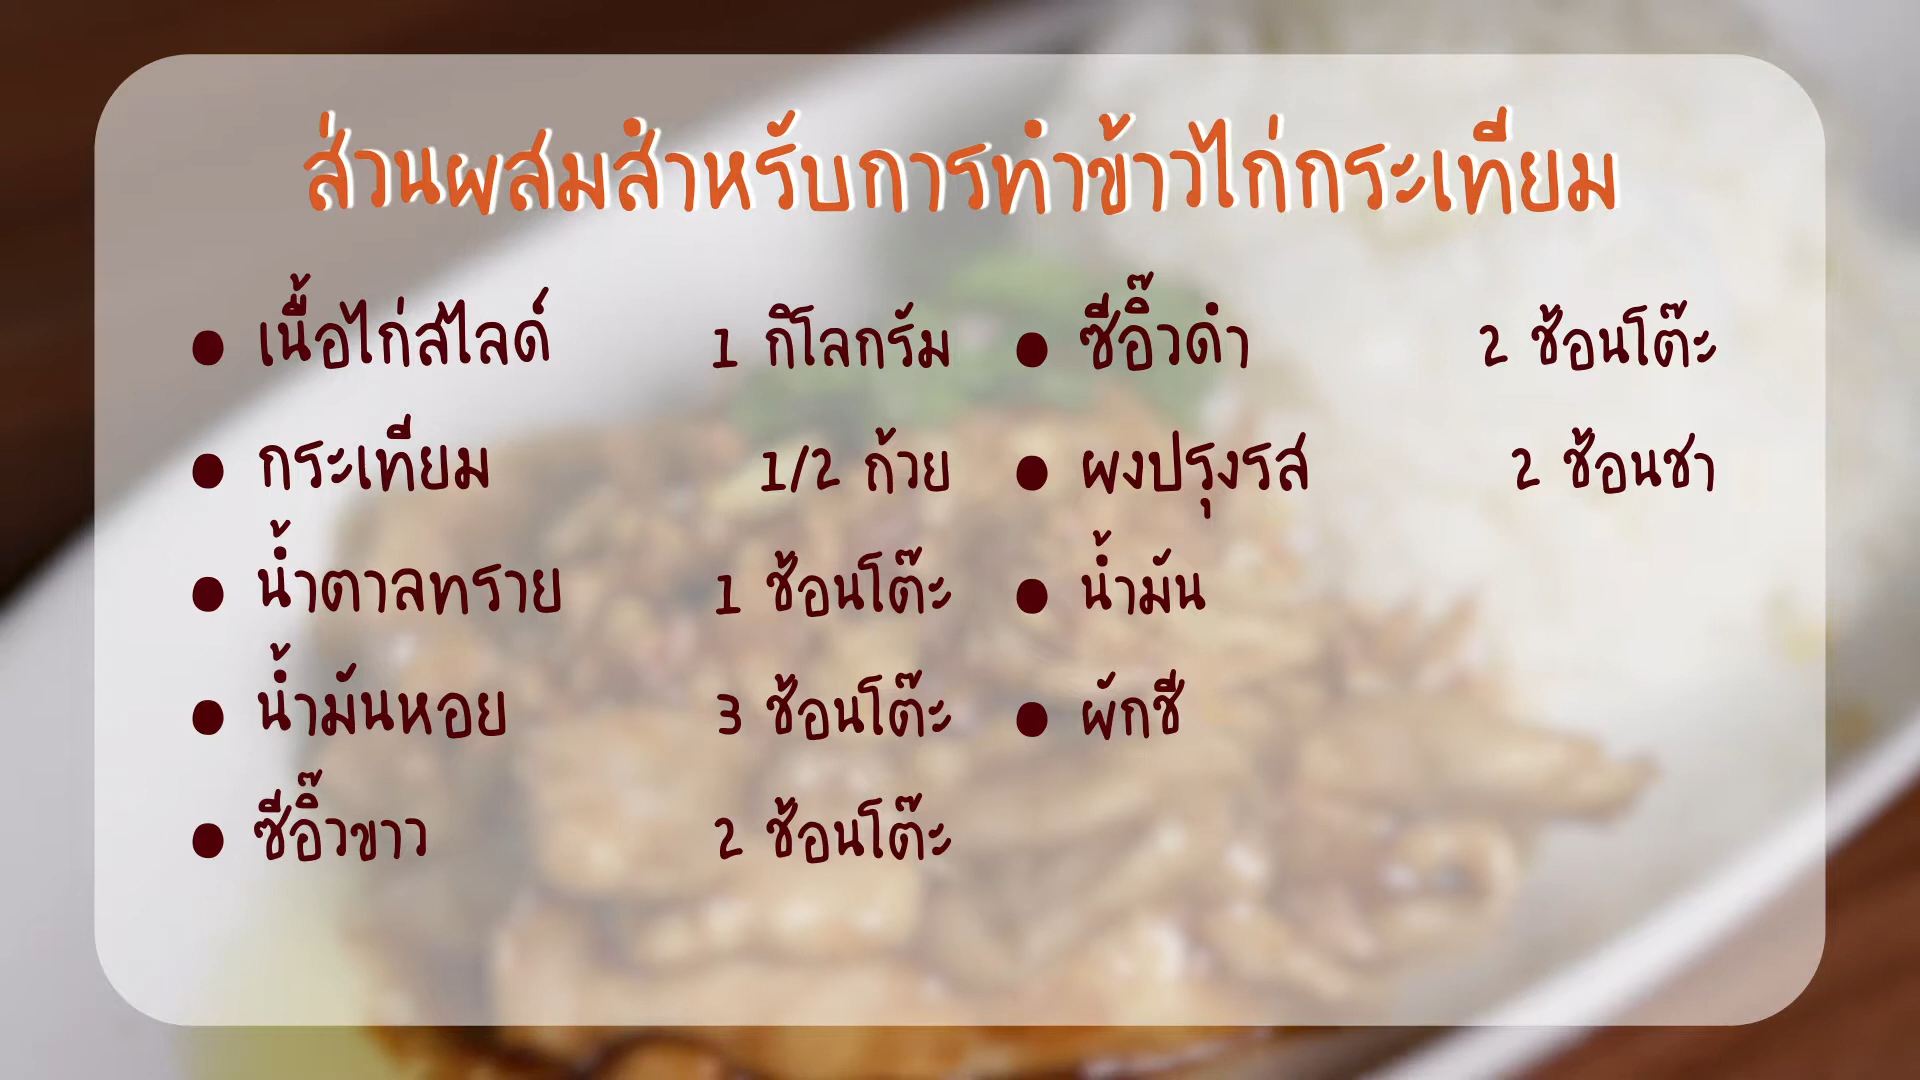 ส่วนผสมสำหรับการทำข้าวไก่กระเทียม
• เนื้อไก่สไลด์ 1 กิโลกรัม
• กระเทียม 1/2 ถ้วย
• น้ำตาลทราย 1 ช้อนโต๊ะ
• น้ำมันหอย 3 ช้อนโต๊ะ
• ซีอิ๊วขาว 2 ช้อนโต๊ะ
• ซีอิ๊วดำ 2 ช้อนโต๊ะ
• ผงปรุงรส 2 ช้อนชา
• น้ำมัน
• ผักชี